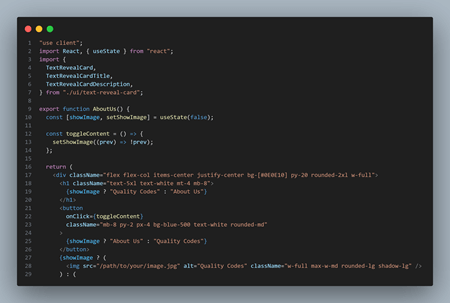 1 "use client";
2 import React, { useState } from "react";
3 import {
4 TextRevealCard,
5 TextRevealCardTitle,
6 TextRevealCardDescription,
7 } from "./ui/text-reveal-card";
8
9 export function AboutUs() {
10 const [showImage, setShowImage] = useState(false);
11
12 const toggleContent = () => {
13 setShowImage((prev) => !prev);
14 };
15
16 return (
17 <div className="flex flex-col items-center justify-center bg-[#0E0E10] py-20 rounded-2xl w-full">
18 <h1 className="text-5xl text-white mt-4 mb-8">
19 {showImage ? "Quality Codes" : "About Us"}
20 </h1>
21 <button
22 onClick={toggleContent}
23 className="mb-8 py-2 px-4 bg-blue-500 text-white rounded-md"
24 >
25 {showImage ? "About Us" : "Quality Codes"}
26 </button>
27 {showImage ? (
28 <img src="/path/to/your/image.jpg" alt="Quality Codes" className="w-full max-w-md rounded-lg shadow-lg" />
29 ) : (